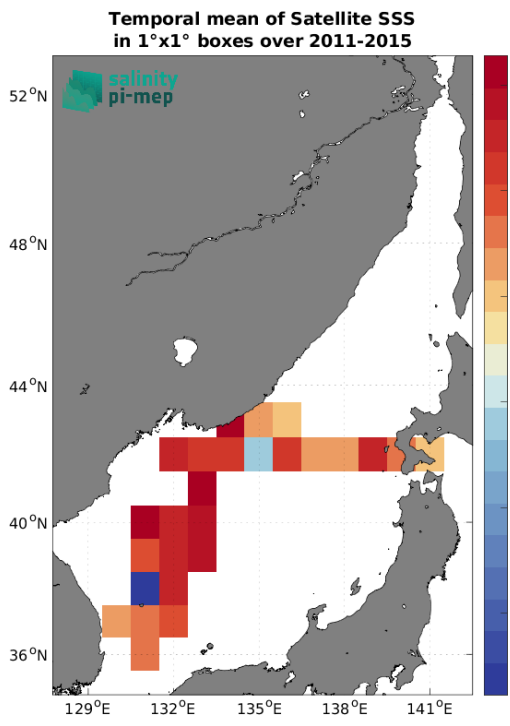 Temporal mean of Satellite SSS
in 1°x1° boxes over 2011-2015
salinity
pi-mep
52°N
48°N
44°N
40°N
36°N
129°E 132°E 135°E 138°E 141°E